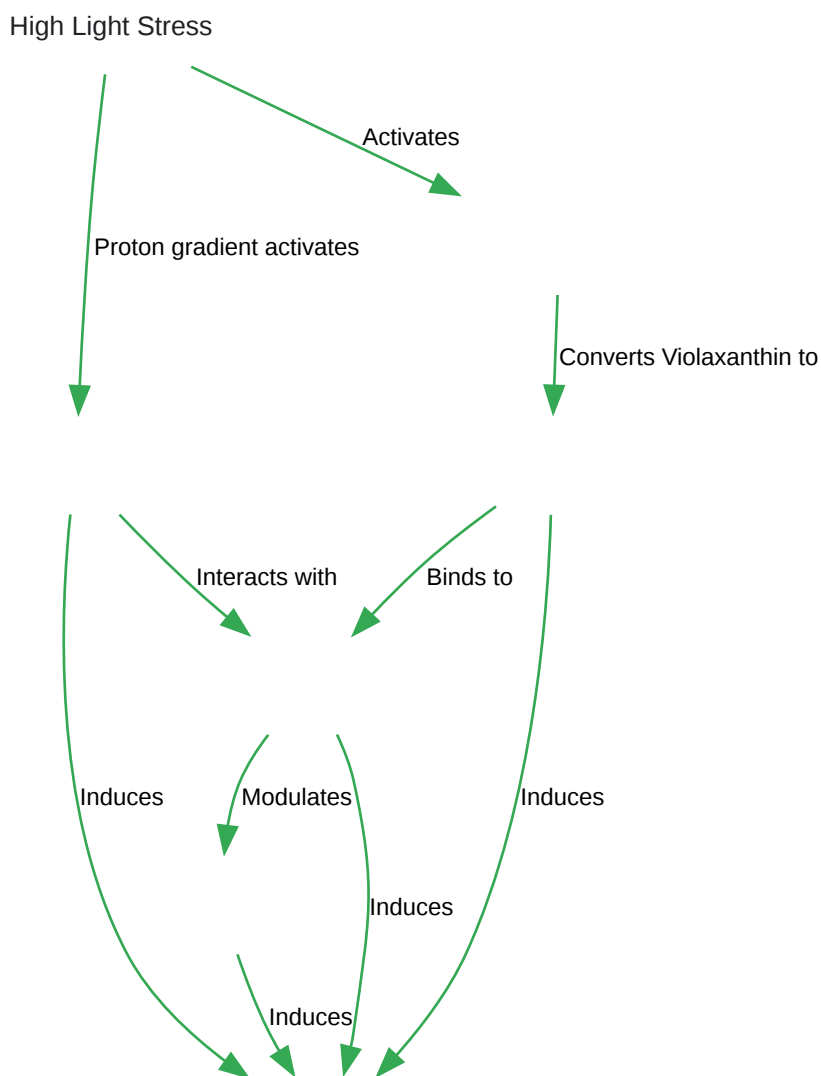 High Light Stress
Activates
Proton gradient activates
Converts Violaxanthin to
Interacts with
Binds to
Induces
Modulates
Induces
Induces
Induces